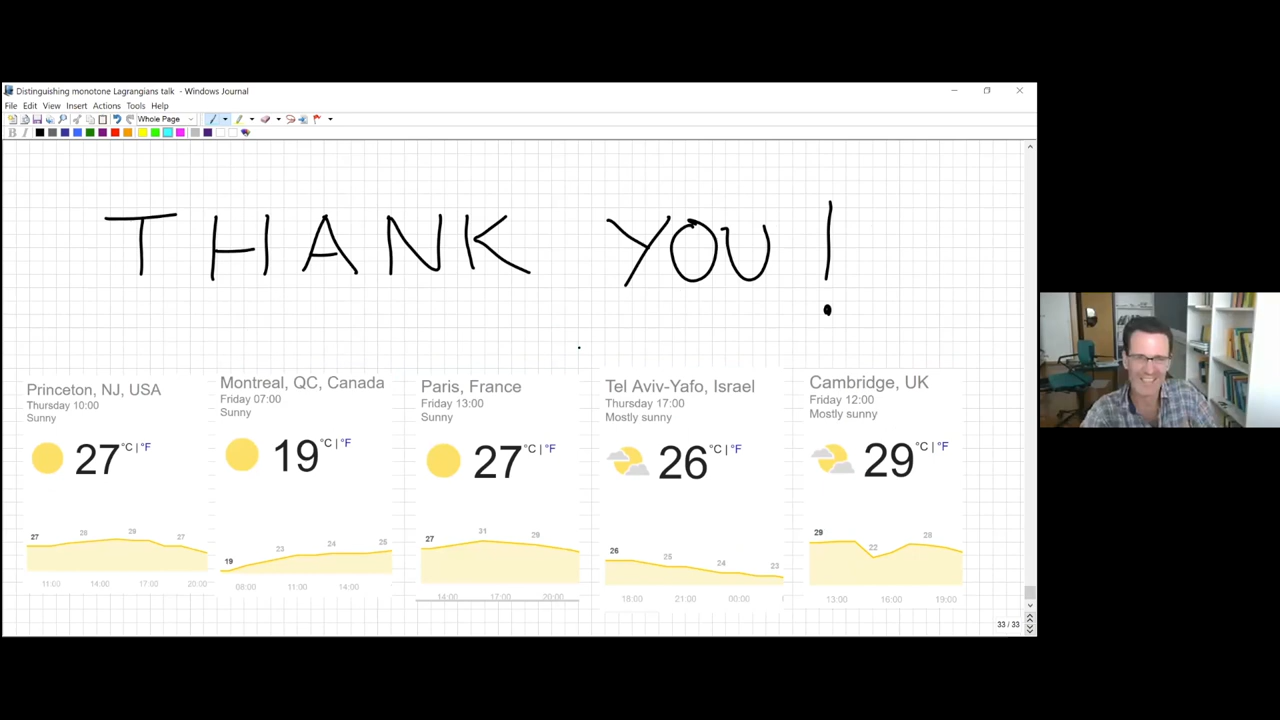 Distinguishing monotone Lagrangians talk - Windows Journal
File Edit View Insert Actions Tools Help
Whole Page
B I
THANK YOU!
Princeton, NJ, USA
Thursday 10:00
Sunny
27 °C | °F
27 28 29 27
11:00 14:00 17:00 20:00
Montreal, QC, Canada
Friday 07:00
Sunny
19 °C | °F
19 23 24 25
08:00 11:00 14:00
Paris, France
Friday 13:00
Sunny
27 °C | °F
27 31 29
14:00 17:00 20:00
Tel Aviv-Yafo, Israel
Thursday 17:00
Mostly sunny
26 °C | °F
26 25 24 23
18:00 21:00 00:00
Cambridge, UK
Friday 12:00
Mostly sunny
29 °C | °F
29 22 28
13:00 16:00 19:00
33 / 33